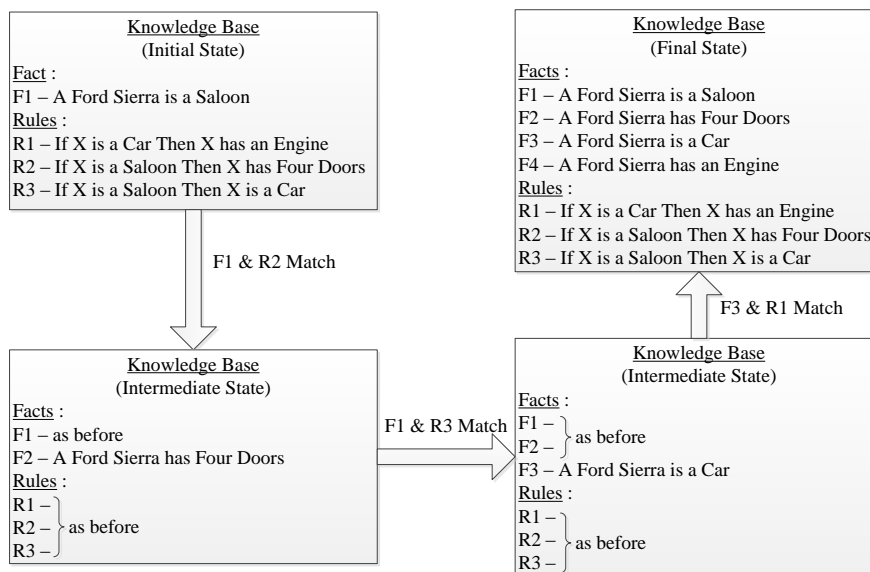 Knowledge Base
(Initial State)
Fact :
F1 – A Ford Sierra is a Saloon
Rules :
R1 – If X is a Car Then X has an Engine
R2 – If X is a Saloon Then X has Four Doors
R3 – If X is a Saloon Then X is a Car
F1 & R2 Match
Knowledge Base
(Intermediate State)
Facts :
F1 – as before
F2 – A Ford Sierra has Four Doors
Rules :
R1 –
R2 – as before
R3 –
F1 & R3 Match
Knowledge Base
(Intermediate State)
Facts :
F1 –
as before
F2 –
F3 – A Ford Sierra is a Car
Rules :
R1 –
R2 – as before
R3 –
F3 & R1 Match
Knowledge Base
(Final State)
Facts :
F1 – A Ford Sierra is a Saloon
F2 – A Ford Sierra has Four Doors
F3 – A Ford Sierra is a Car
F4 – A Ford Sierra has an Engine
Rules :
R1 – If X is a Car Then X has an Engine
R2 – If X is a Saloon Then X has Four Doors
R3 – If X is a Saloon Then X is a Car